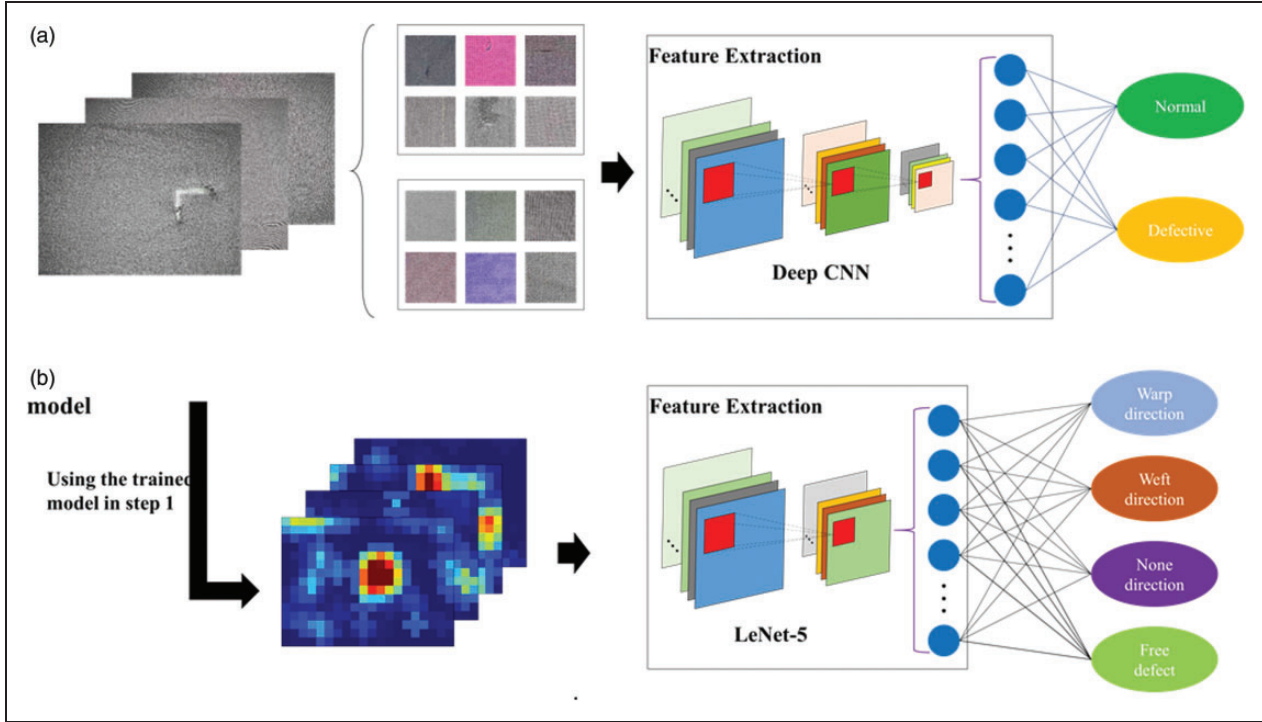 (a)
Feature Extraction
Deep CNN
Normal
Defective
(b)
model
Using the trained
model in step 1
Feature Extraction
LeNet-5
Warp
direction
Weft
direction
None
direction
Free
defect